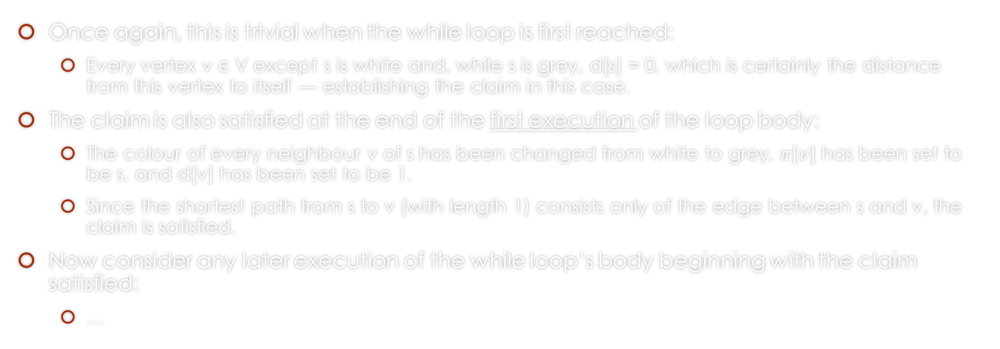 Once again, this is trivial when the while loop is first reached:
Every vertex v ∈ V except s is white and, while s is grey, d[s] = 0, which is certainly the distance
from this vertex to itself — establishing the claim in this case.
The claim is also satisfied at the end of the first execution of the loop body:
The colour of every neighbour v of s has been changed from white to grey, π[v] has been set to
be s, and d[v] has been set to be 1.
Since the shortest path from s to v (with length 1) consists only of the edge between s and v, the
claim is satisfied.
Now consider any later execution of the while loop's body beginning with the claim
satisfied:
...